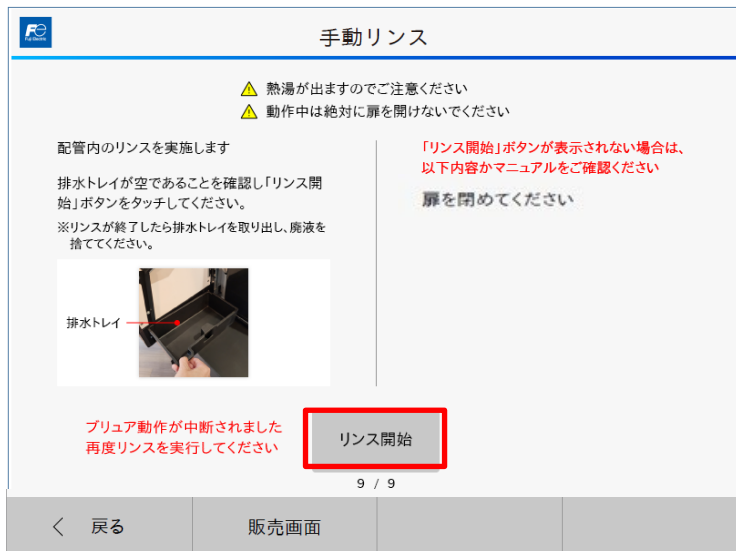 Fe
Fuji Electric
手動リンス
熱湯が出ますのでご注意ください
動作中は絶対に扉を開けないでください
配管内のリンスを実施します
排水トレイが空であることを確認し「リンス開
始」ボタンをタッチしてください。
※リンスが終了したら排水トレイを取り出し、廃液を
捨ててください。
排水トレイ
「リンス開始」ボタンが表示されない場合は、
以下内容かマニュアルをご確認ください
扉を閉めてください
ブリュア動作が中断されました
再度リンスを実行してください
リンス開始
9 / 9
< 戻る
販売画面